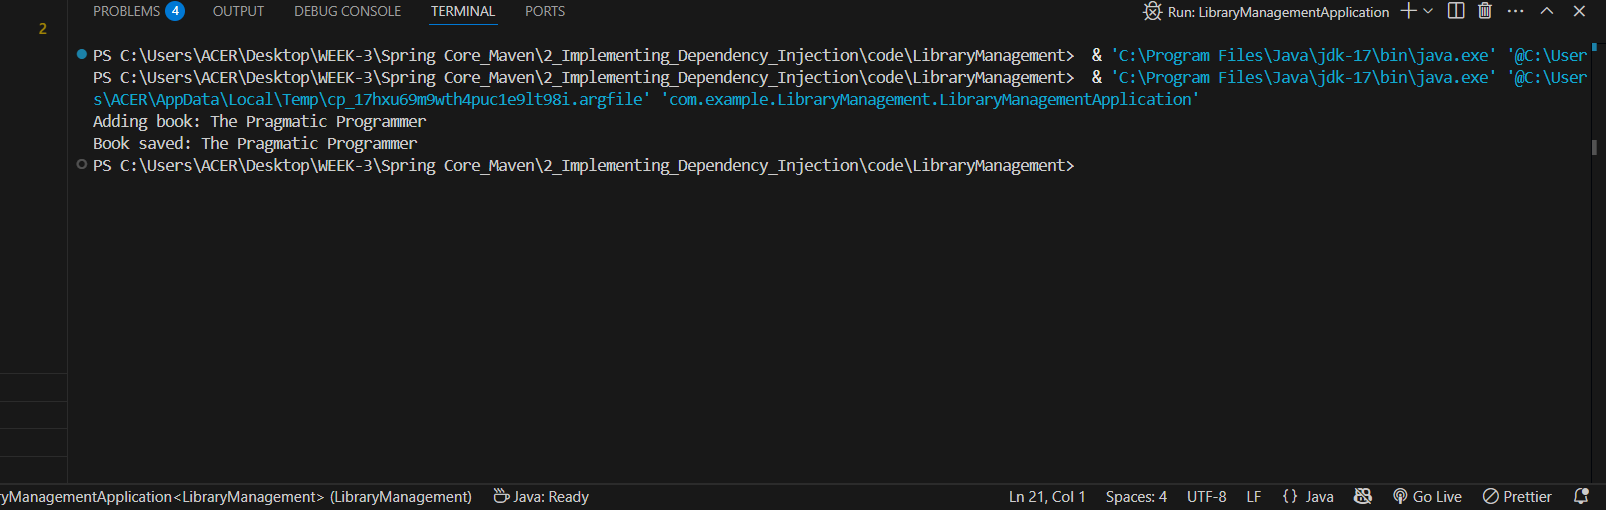 PROBLEMS 4 OUTPUT DEBUG CONSOLE TERMINAL PORTS Run: LibraryManagementApplication
2
PS C:\Users\ACER\Desktop\WEEK-3\Spring Core_Maven\2_Implementing_Dependency_Injection\code\LibraryManagement>  & 'C:\Program Files\Java\jdk-17\bin\java.exe' '@C:\User
PS C:\Users\ACER\Desktop\WEEK-3\Spring Core_Maven\2_Implementing_Dependency_Injection\code\LibraryManagement>  & 'C:\Program Files\Java\jdk-17\bin\java.exe' '@C:\User
s\ACER\AppData\Local\Temp\cp_17hxu69m9wth4puc1e9lt98i.argfile' 'com.example.LibraryManagement.LibraryManagementApplication'
Adding book: The Pragmatic Programmer
Book saved: The Pragmatic Programmer
PS C:\Users\ACER\Desktop\WEEK-3\Spring Core_Maven\2_Implementing_Dependency_Injection\code\LibraryManagement>
ryManagementApplication<LibraryManagement> (LibraryManagement) Java: Ready Ln 21, Col 1 Spaces: 4 UTF-8 LF {} Java Go Live Prettier